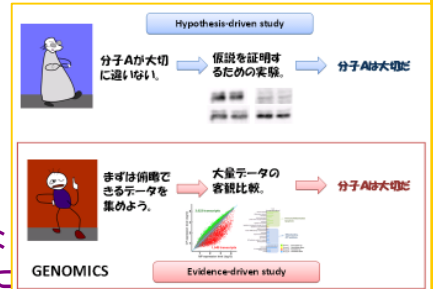 Hypothesis-driven study
分子Aが大切
に違いない。
仮説を証明す
るための実験。
分子Aは大切だ
まずは俯瞰で
きるデータを
集めよう。
大量データの
客観比較。
分子Aは大切だ
GENOMICS
Evidence-driven study